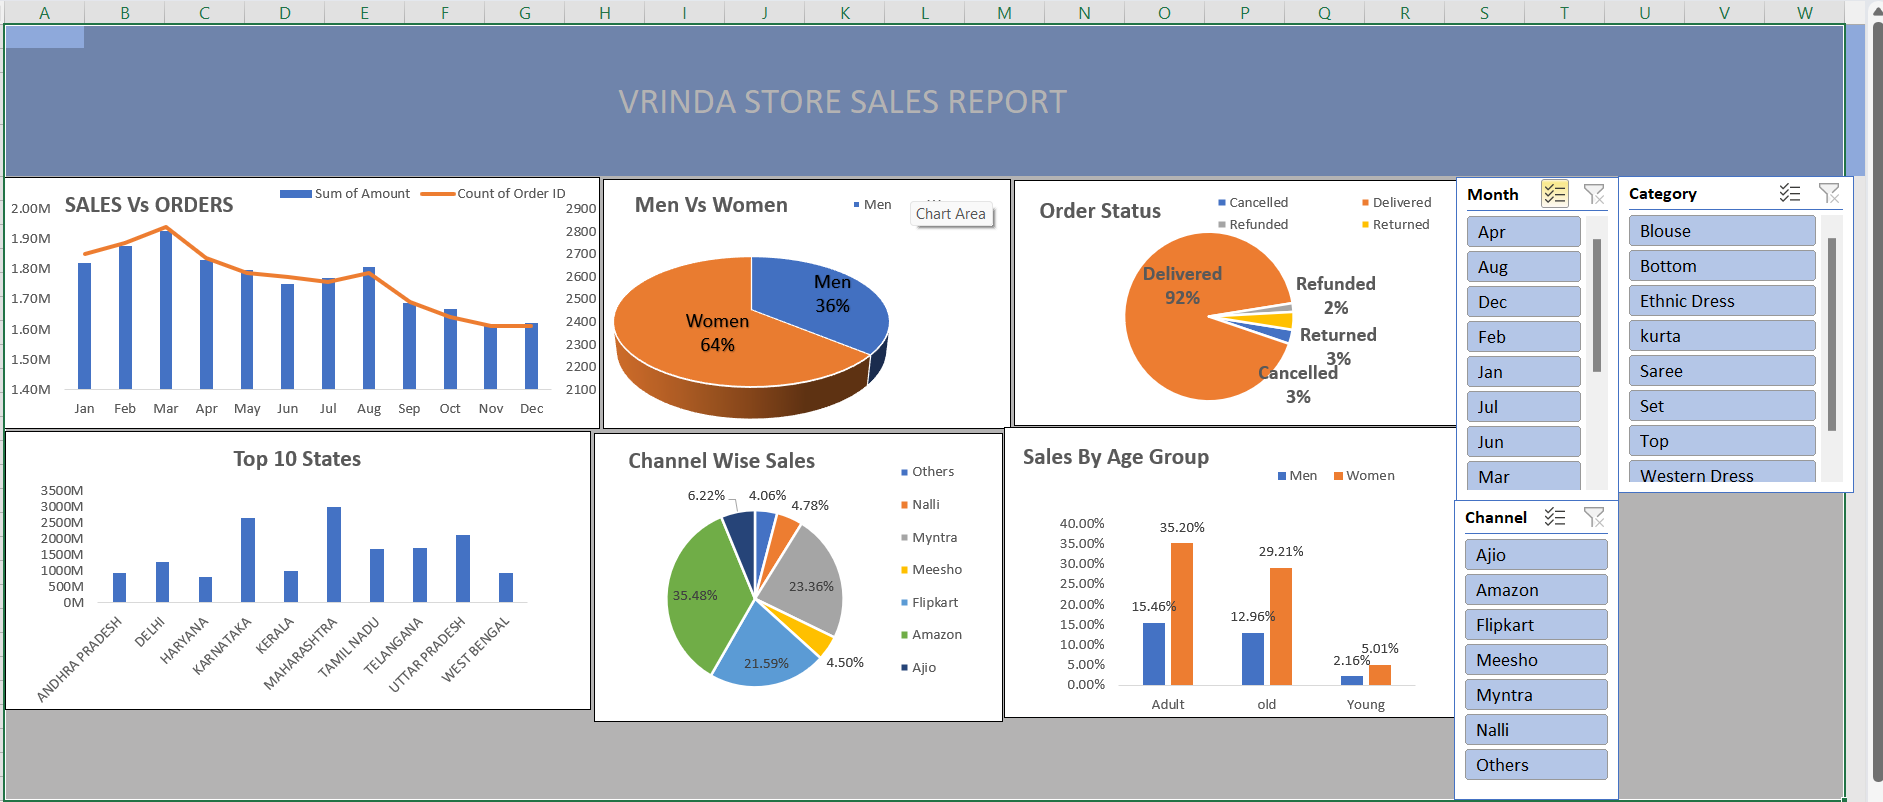 A B C D E F G H I J K L M N O P Q R S T U V W
VRINDA STORE SALES REPORT
SALES Vs ORDERS
Sum of Amount
Count of Order ID
2.00M
1.90M
1.80M
1.70M
1.60M
1.50M
1.40M
2900
2800
2700
2600
2500
2400
2300
2200
2100
Jan Feb Mar Apr May Jun Jul Aug Sep Oct Nov Dec
Men Vs Women
Men
Chart Area
Men
36%
Women
64%
Order Status
Cancelled
Delivered
Refunded
Returned
Delivered
92%
Refunded
2%
Returned
3%
Cancelled
3%
Month
Apr
Aug
Dec
Feb
Jan
Jul
Jun
Mar
Category
Blouse
Bottom
Ethnic Dress
kurta
Saree
Set
Top
Western Dress
Top 10 States
3500M
3000M
2500M
2000M
1500M
1000M
500M
0M
ANDHRA PRADESH
DELHI
HARYANA
KARNATAKA
KERALA
MAHARASHTRA
TAMIL NADU
TELANGANA
UTTAR PRADESH
WEST BENGAL
Channel Wise Sales
Others
Nalli
Myntra
Meesho
Flipkart
Amazon
Ajio
6.22%
4.06%
4.78%
23.36%
35.48%
21.59%
4.50%
Sales By Age Group
Men
Women
40.00%
35.00%
30.00%
25.00%
20.00%
15.00%
10.00%
5.00%
0.00%
15.46%
35.20%
12.96%
29.21%
2.16%
5.01%
Adult
old
Young
Channel
Ajio
Amazon
Flipkart
Meesho
Myntra
Nalli
Others